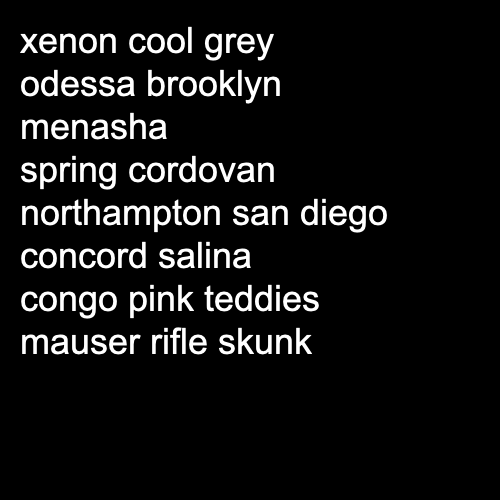 xenon cool grey
odessa brooklyn
menasha
spring cordovan
northampton san diego
concord salina
congo pink teddies
mauser rifle skunk